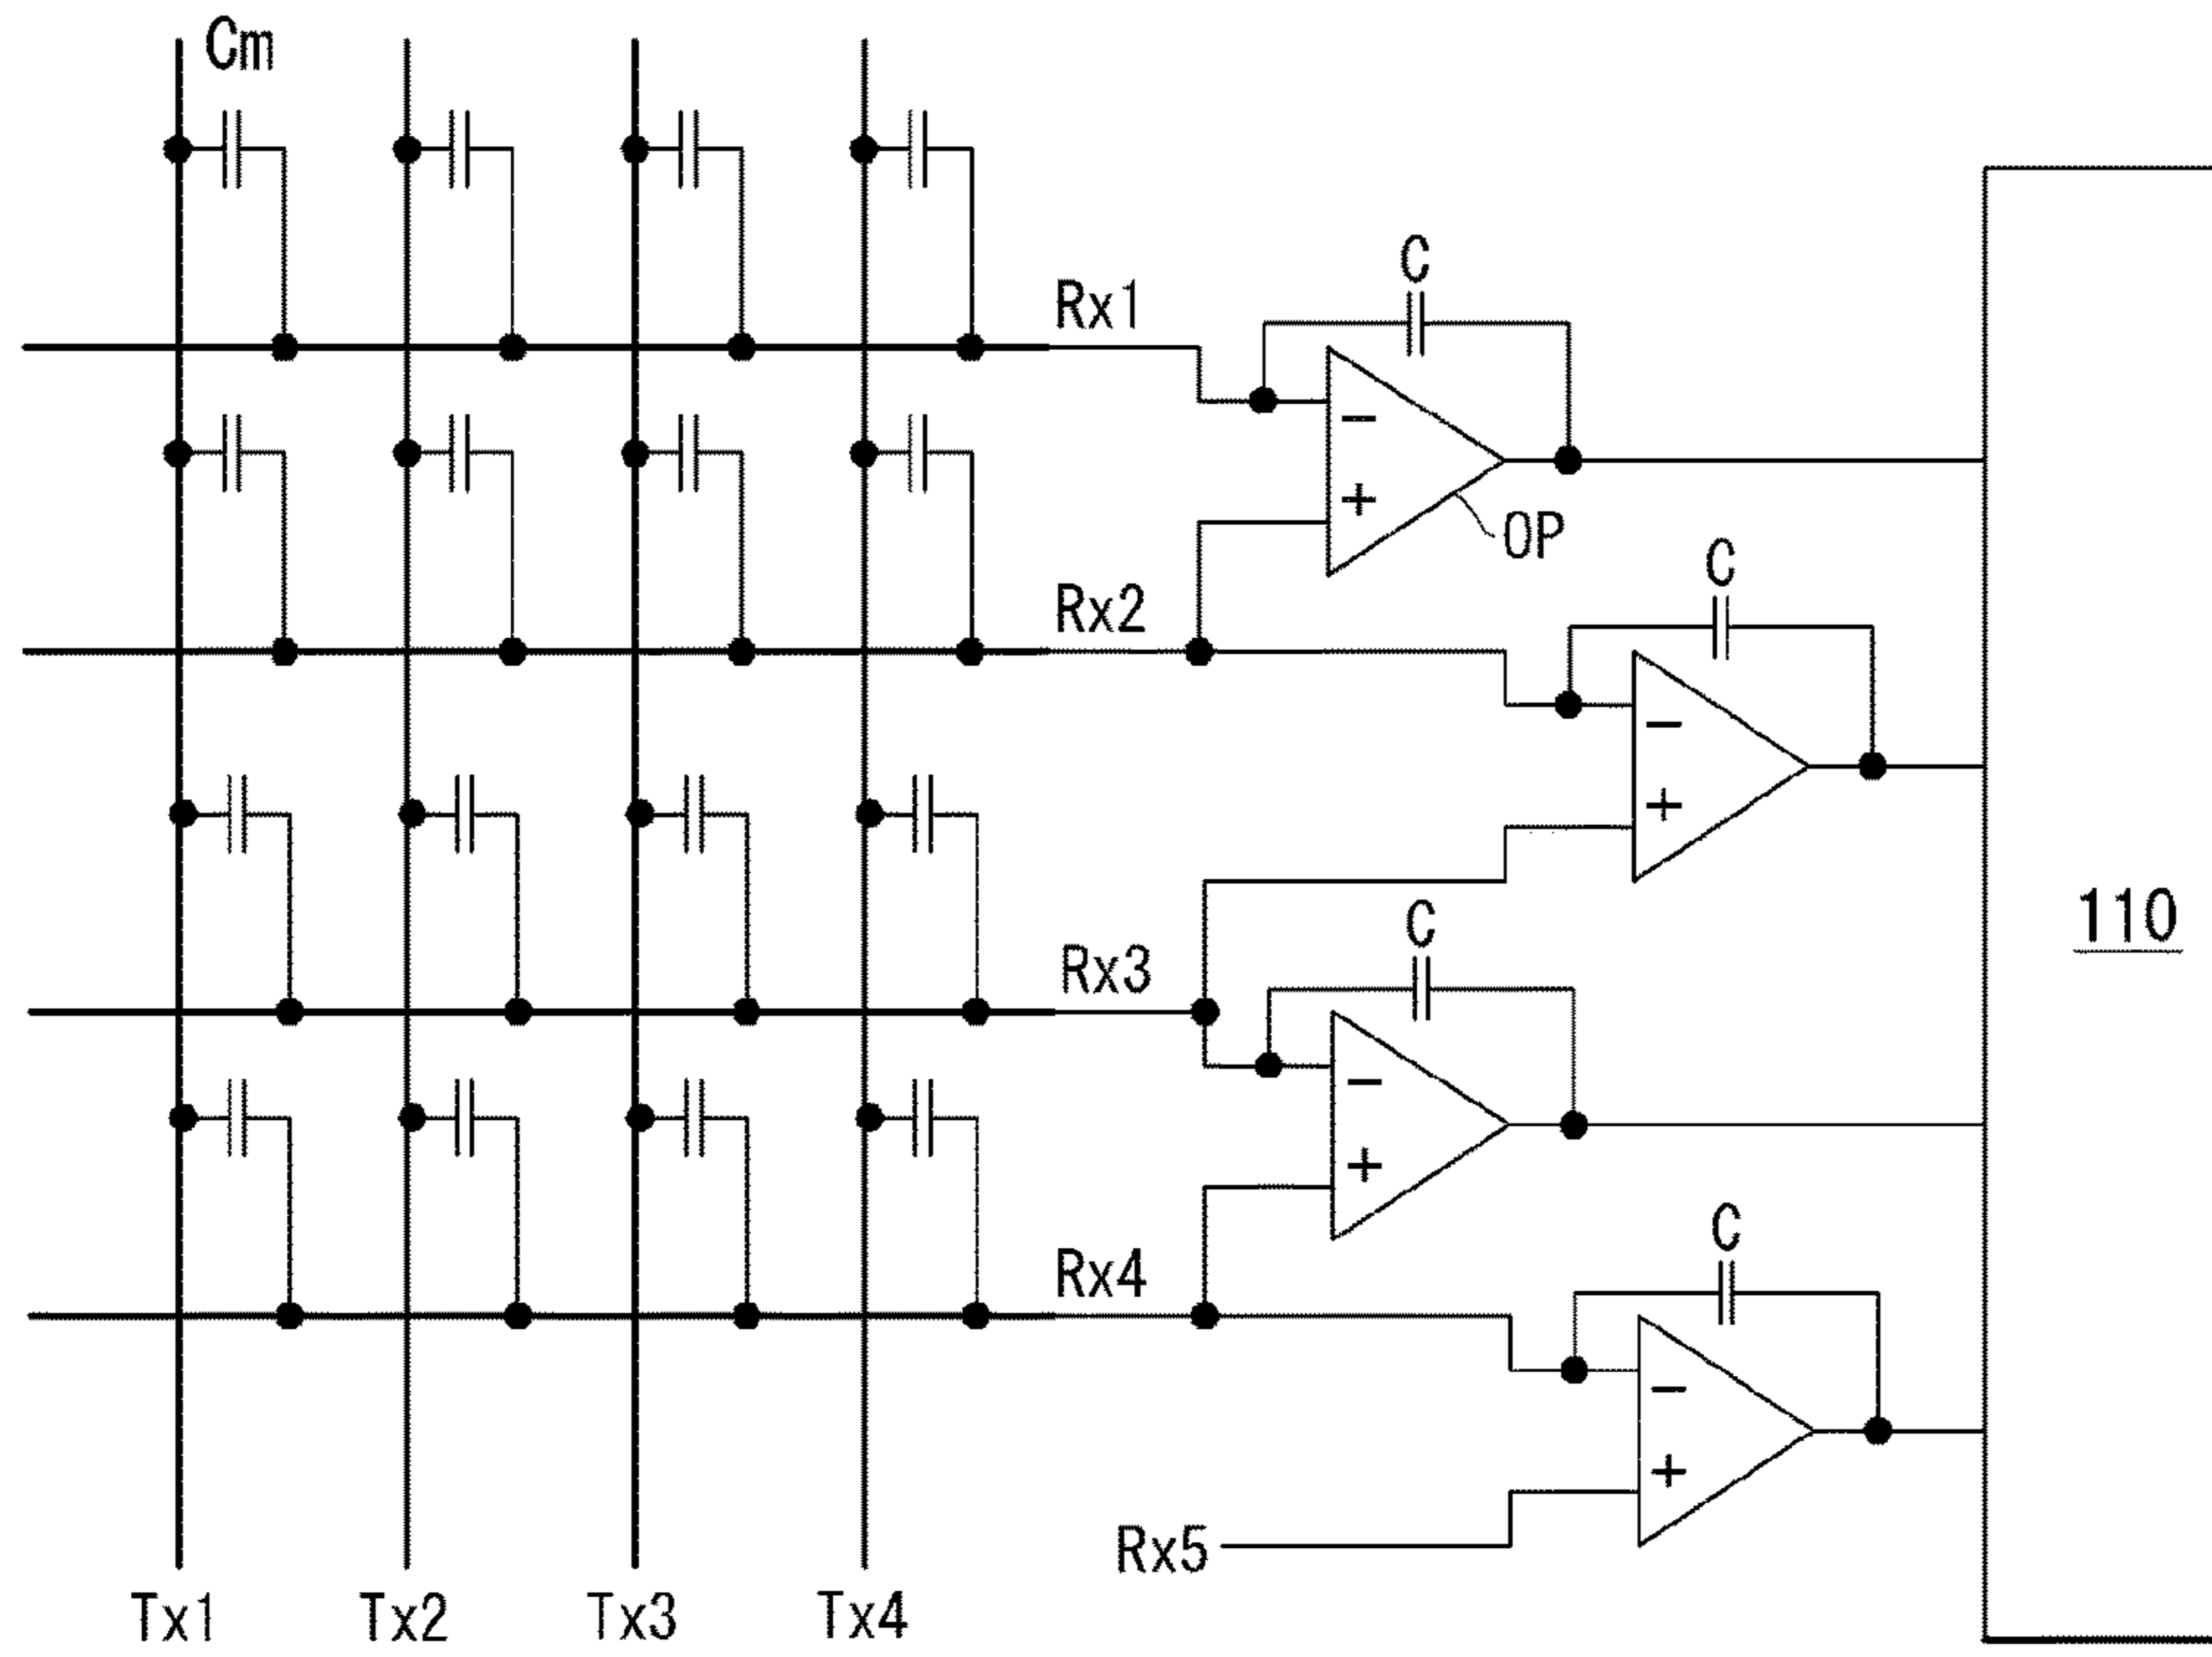 Cm
C
Rx1
−
+
OP
C
Rx2
−
+
110
C
Rx3
−
+
C
Rx4
−
+
Rx5
Tx1 Tx2 Tx3 Tx4